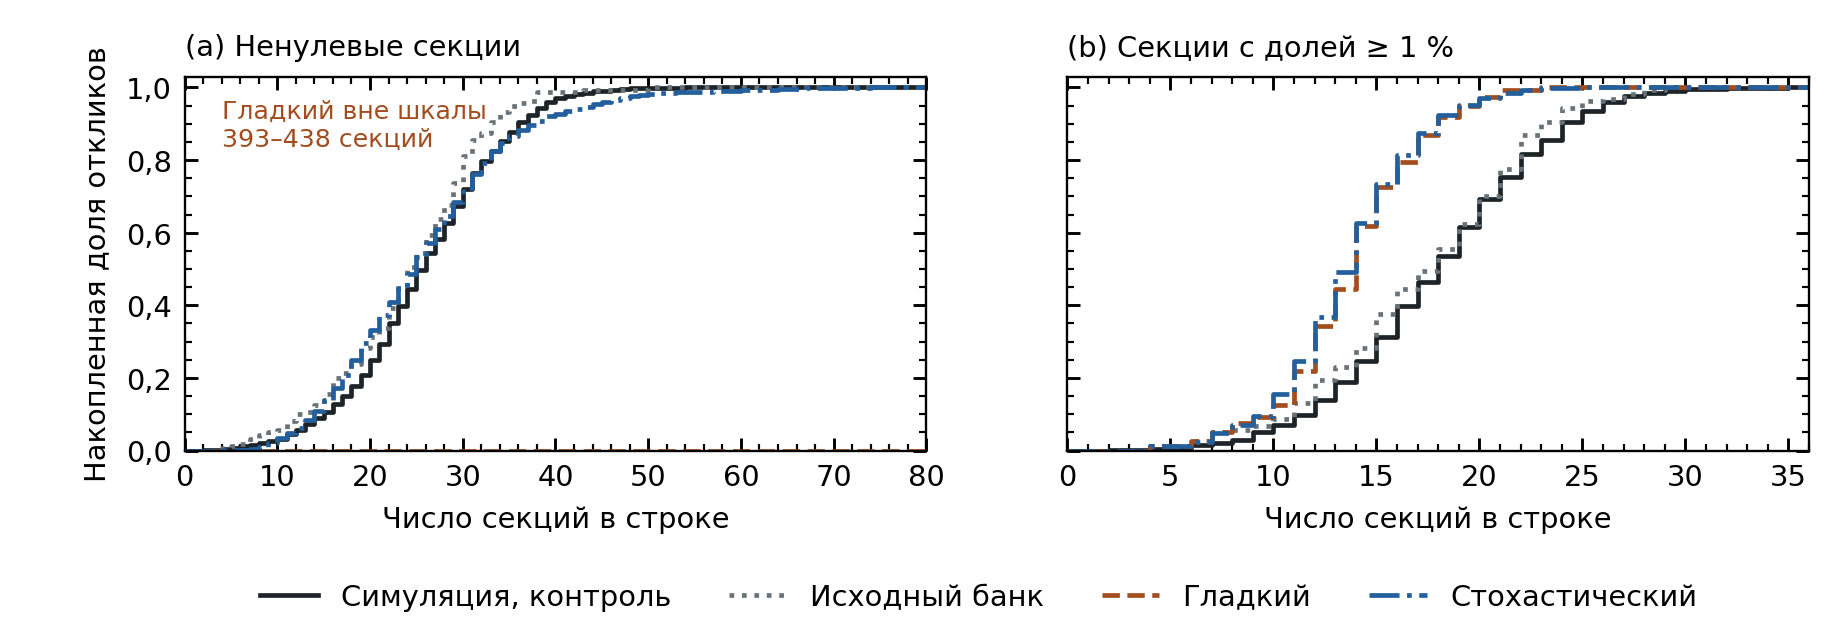 (a) Ненулевые секции
Накопленная доля откликов
1,0
0,8
0,6
0,4
0,2
0,0
Гладкий вне шкалы
393–438 секций
0 10 20 30 40 50 60 70 80
Число секций в строке
(b) Секции с долей ≥ 1 %
0 5 10 15 20 25 30 35
Число секций в строке
Симуляция, контроль Исходный банк Гладкий Стохастический